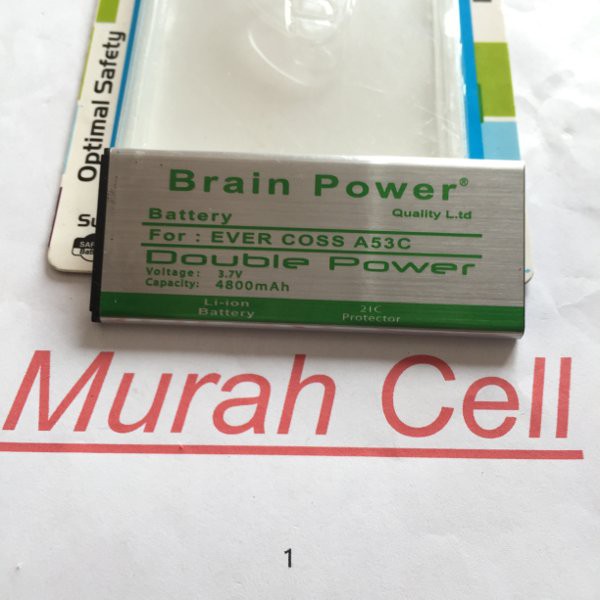 Optimal Safety
Brain Power®
Quality L.td
Battery
For : EVER COSS A53C
Double Power
Voltage: 3.7V
Capacity: 4800mAh
Li-ion
Battery
2IC
Protector
Murah Cell
1